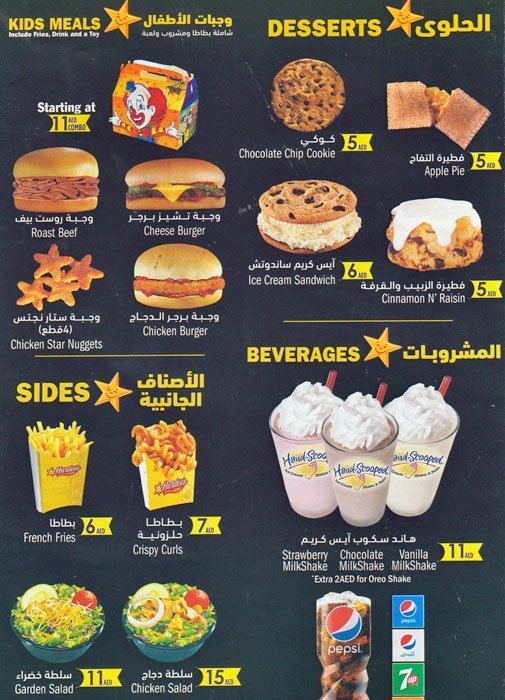 KIDS MEALS
Include Fries, Drink and a Toy
وجبات الأطفال
شاملة بطاطا ومشروب ولعبة
Starting at
11 AED COMBO
وجبة روست بيف
Roast Beef
وجبة تشيز برجر
Cheese Burger
وجبة ستار نجتس
(4قطع)
Chicken Star Nuggets
وجبة برجر الدجاج
Chicken Burger
SIDES
الأصناف
الجانبية
Hardee's
Hardee's
بطاطا
French Fries
6 AED
بطاطا
حلزونية
Crispy Curls
7 AED
سلطة خضراء
Garden Salad
11 AED
سلطة دجاج
Chicken Salad
15 AED
DESSERTS
الحلوى
كوكي
Chocolate Chip Cookie
5 AED
فطيرة التفاح
Apple Pie
5 AED
آيس كريم ساندوتش
Ice Cream Sandwich
6 AED
فطيرة الزبيب والقرفة
Cinnamon N' Raisin
5 AED
BEVERAGES
المشروبات
Hand-Scooped
Hand-Scooped
Ice Cream Shakes & Malts
Hand-Scooped
هاند سكوب آيس كريم
Strawberry MilkShake
Chocolate MilkShake
Vanilla MilkShake
11 AED
*Extra 2AED for Oreo Shake
pepsi
pepsi
بيبسي
7up